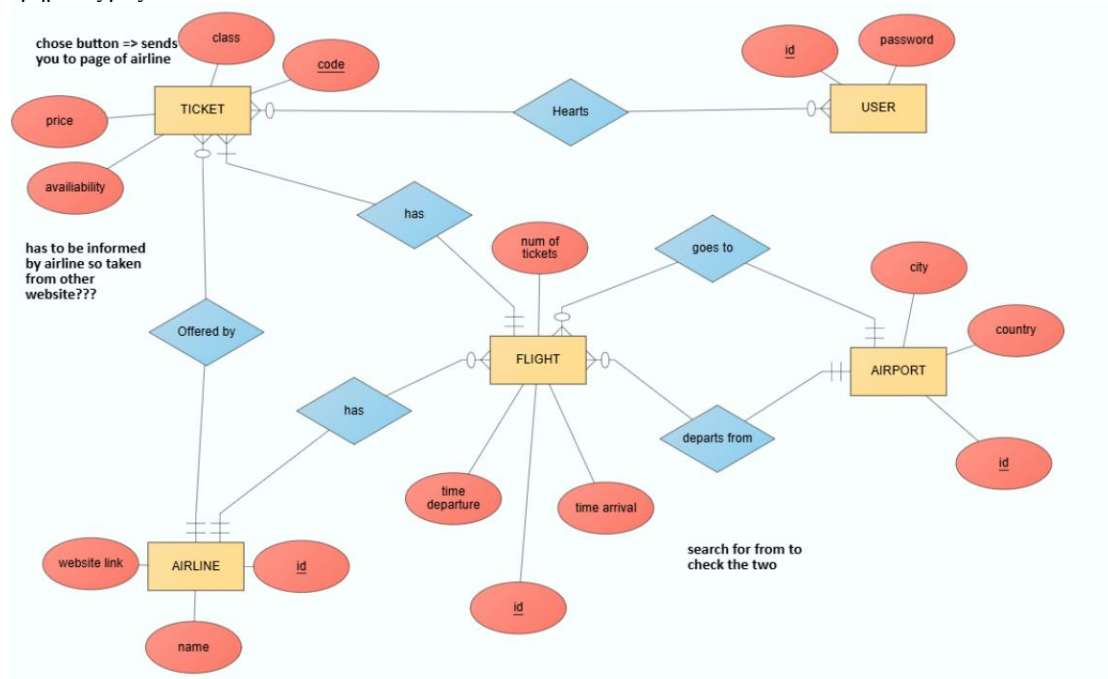 chose button => sends
you to page of airline
class
code
id
password
price
TICKET
Hearts
USER
availiability
has
has to be informed
by airline so taken
from other
website???
num of
tickets
goes to
city
country
Offered by
FLIGHT
AIRPORT
has
departs from
id
time
departure
time arrival
search for from to
check the two
website link
AIRLINE
id
id
name